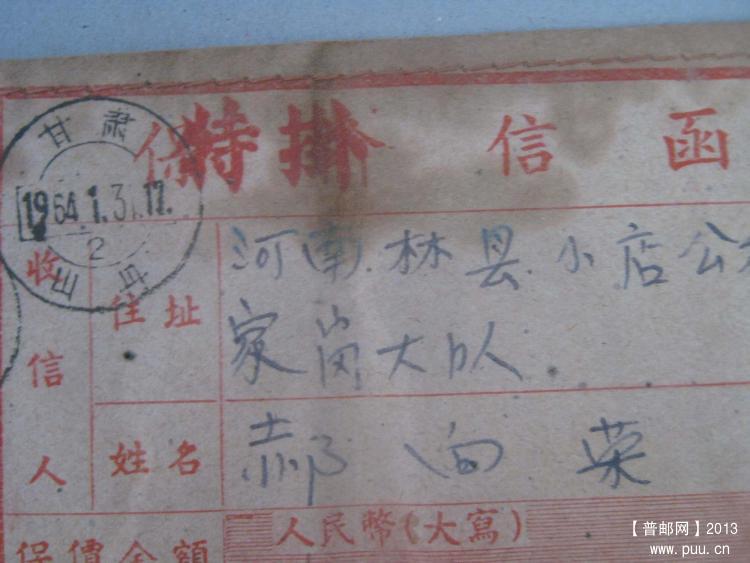 甘肃
1964.1.31.17.
2
特掛 信函
收信人
住址 河南.林县.小店公
家岗大队.
姓名 郝向荣
人民幣(大寫)
保價金額
【普邮网】2013
www.puu.cn